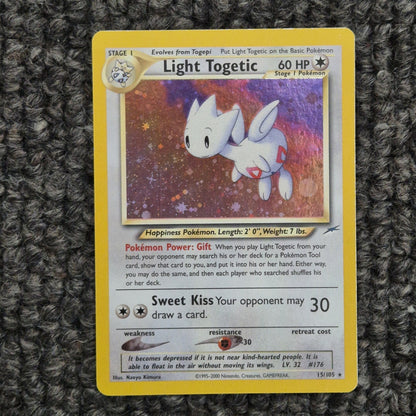 STAGE 1
Evolves from Togepi
Put Light Togetic on the Basic Pokémon
Light Togetic
60 HP
Stage 1 Pokémon
Happiness Pokémon. Length: 2' 0", Weight: 7 lbs.
Pokémon Power: Gift When you play Light Togetic from your
hand, your opponent may search his or her deck for a Pokémon Tool
card, show that card to you, and put it into his or her hand. Either way,
you may do the same, and then each player who searched shuffles his
or her deck.
Sweet Kiss Your opponent may
draw a card.
30
weakness
resistance
retreat cost
-30
It becomes depressed if it is not near kind-hearted people. It is
able to float in the air without moving its wings. LV. 32 #176
Illus. Naoyo Kimura
©1995-2000 Nintendo, Creatures, GAMEFREAK.
15/105